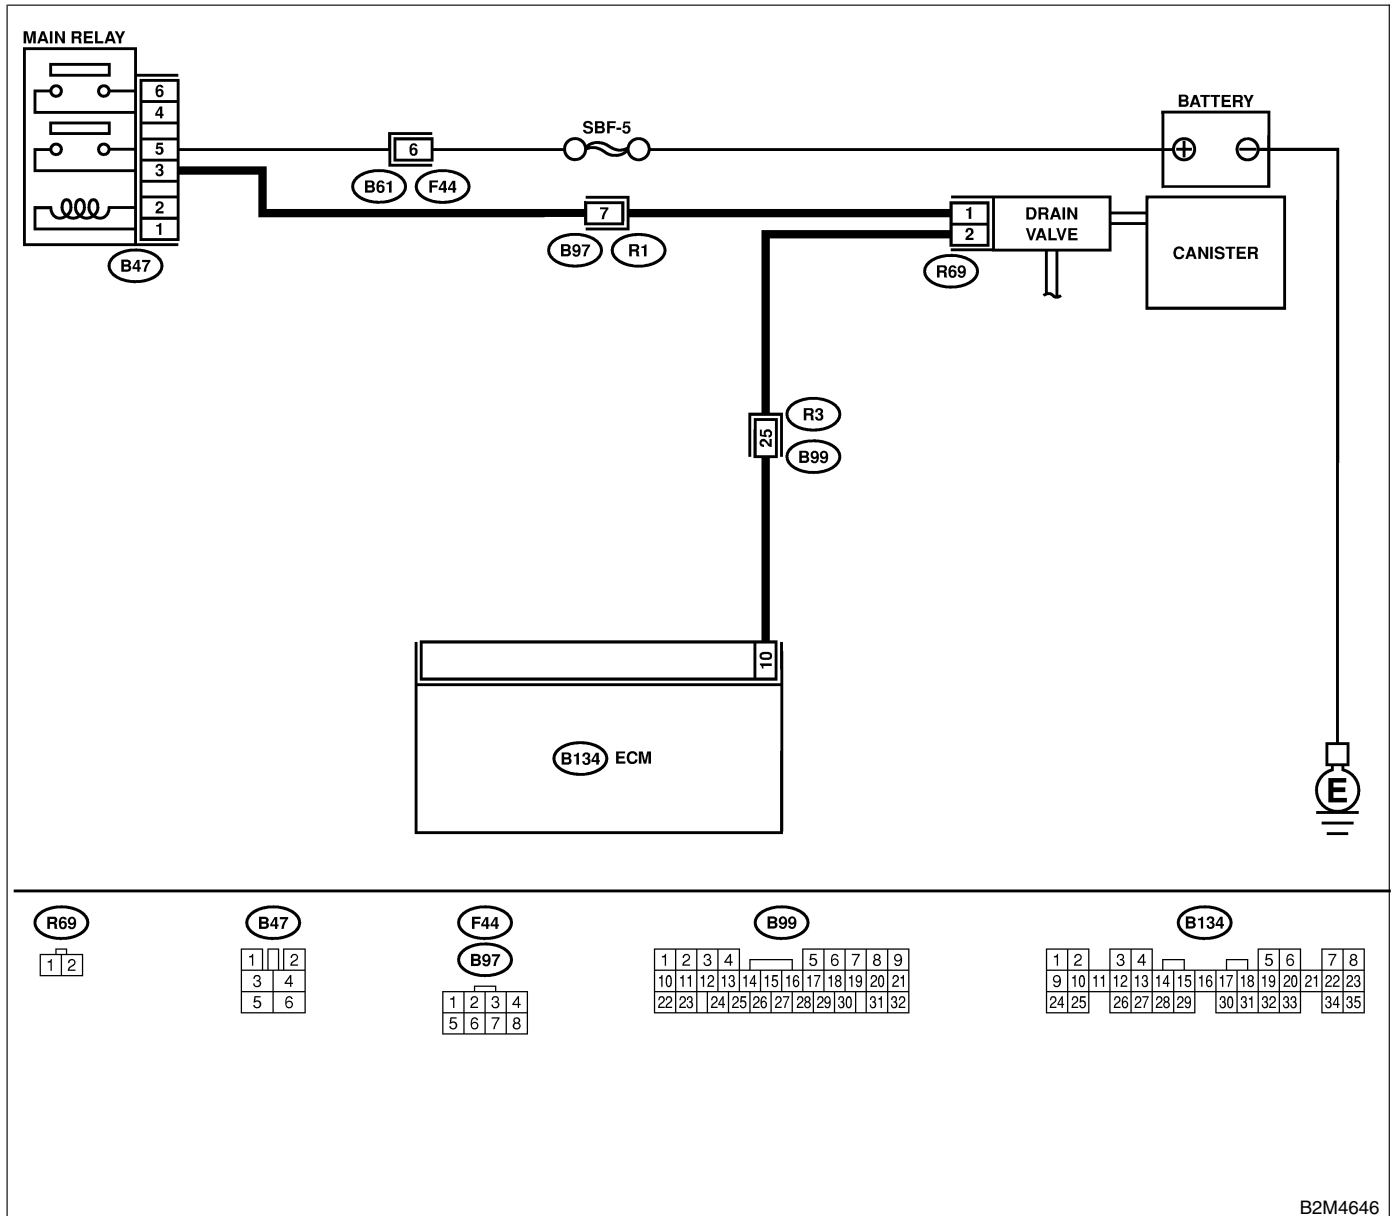 MAIN RELAY
6
4
5
3
2
1
B47
6
B61 F44
SBF-5
BATTERY
+ −
7
B97 R1
1
2
R69
DRAIN
VALVE
CANISTER
R3
25
B99
10
B134 ECM
E
R69
1 2
B47
1 2
3 4
5 6
F44
B97
1 2 3 4
5 6 7 8
B99
1 2 3 4 5 6 7 8 9
10 11 12 13 14 15 16 17 18 19 20 21
22 23 24 25 26 27 28 29 30 31 32
B134
1 2 3 4 5 6 7 8
9 10 11 12 13 14 15 16 17 18 19 20 21 22 23
24 25 26 27 28 29 30 31 32 33 34 35
B2M4646